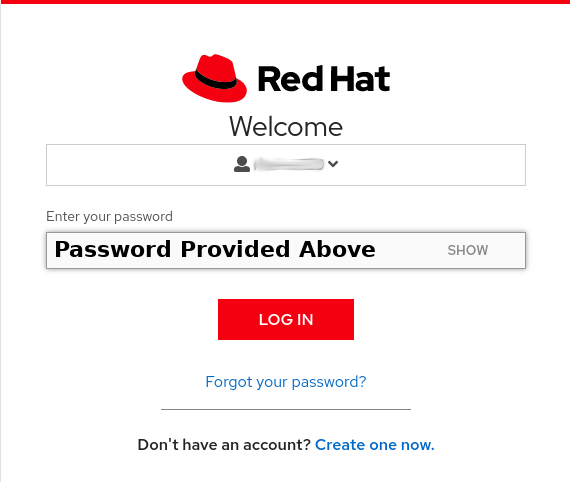 Red Hat
Welcome
Enter your password
Password Provided Above SHOW
LOG IN
Forgot your password?
Don't have an account? Create one now.